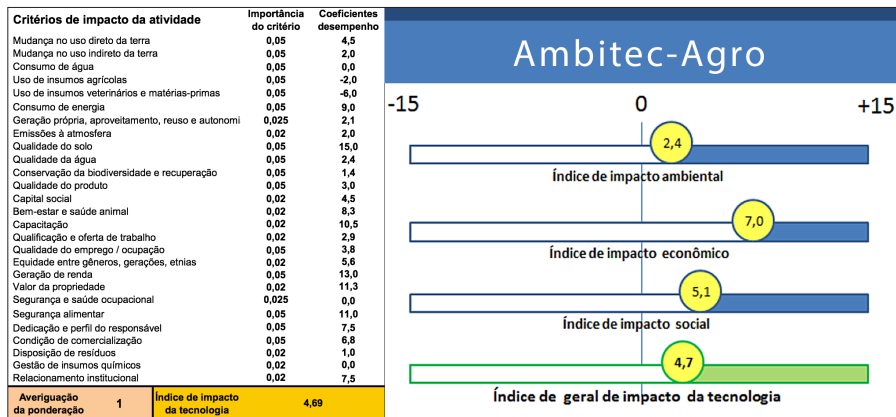 Critérios de impacto da atividade Importância do critério Coeficientes desempenho
Mudança no uso direto da terra 0,05 4,5
Mudança no uso indireto da terra 0,05 2,0
Consumo de água 0,05 0,0
Uso de insumos agrícolas 0,05 -2,0
Uso de insumos veterinários e matérias-primas 0,05 -6,0
Consumo de energia 0,05 9,0
Geração própria, aproveitamento, reuso e autonomi 0,025 2,1
Emissões à atmosfera 0,02 2,0
Qualidade do solo 0,05 15,0
Qualidade da água 0,05 2,4
Conservação da biodiversidade e recuperação 0,05 1,4
Qualidade do produto 0,05 3,0
Capital social 0,02 4,5
Bem-estar e saúde animal 0,02 8,3
Capacitação 0,02 10,5
Qualificação e oferta de trabalho 0,02 2,9
Qualidade do emprego / ocupação 0,05 3,8
Equidade entre gêneros, gerações, etnias 0,02 5,6
Geração de renda 0,05 13,0
Valor da propriedade 0,02 11,3
Segurança e saúde ocupacional 0,025 0,0
Segurança alimentar 0,05 11,0
Dedicação e perfil do responsável 0,05 7,5
Condição de comercialização 0,05 6,8
Disposição de resíduos 0,02 1,0
Gestão de insumos químicos 0,02 0,0
Relacionamento institucional 0,02 7,5
Averiguação da ponderação 1 Índice de impacto da tecnologia 4,69
Ambitec-Agro
-15 0 +15
2,4
Índice de impacto ambiental
7,0
Índice de impacto econômico
5,1
Índice de impacto social
4,7
Índice de geral de impacto da tecnologia